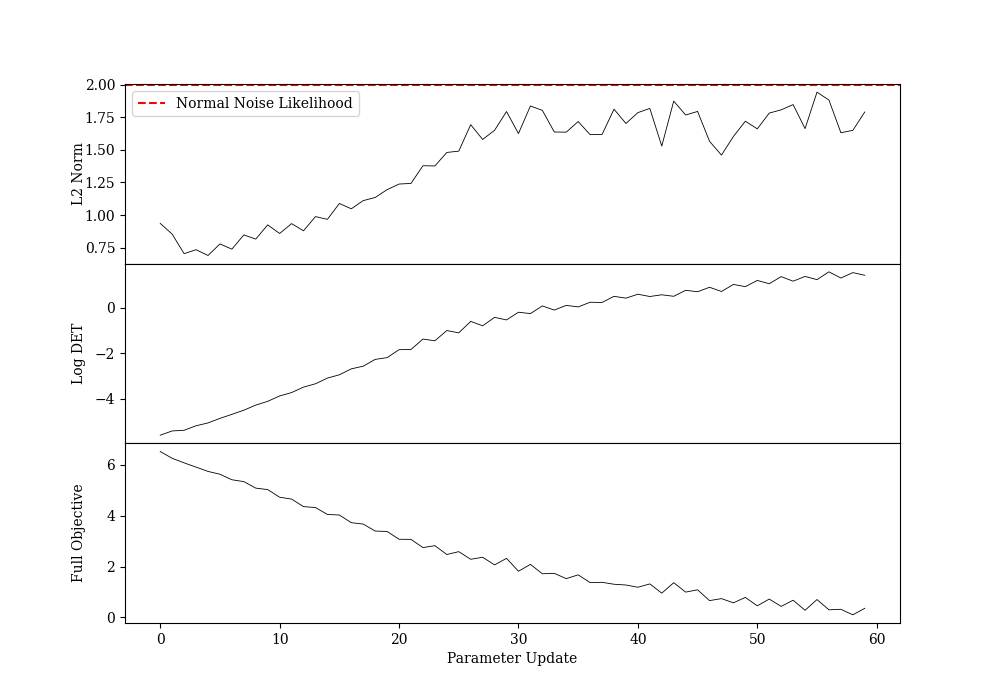 2.00
1.75
1.50
1.25
1.00
0.75
L2 Norm
Normal Noise Likelihood
0
−2
−4
Log DET
6
4
2
0
Full Objective
0 10 20 30 40 50 60
Parameter Update